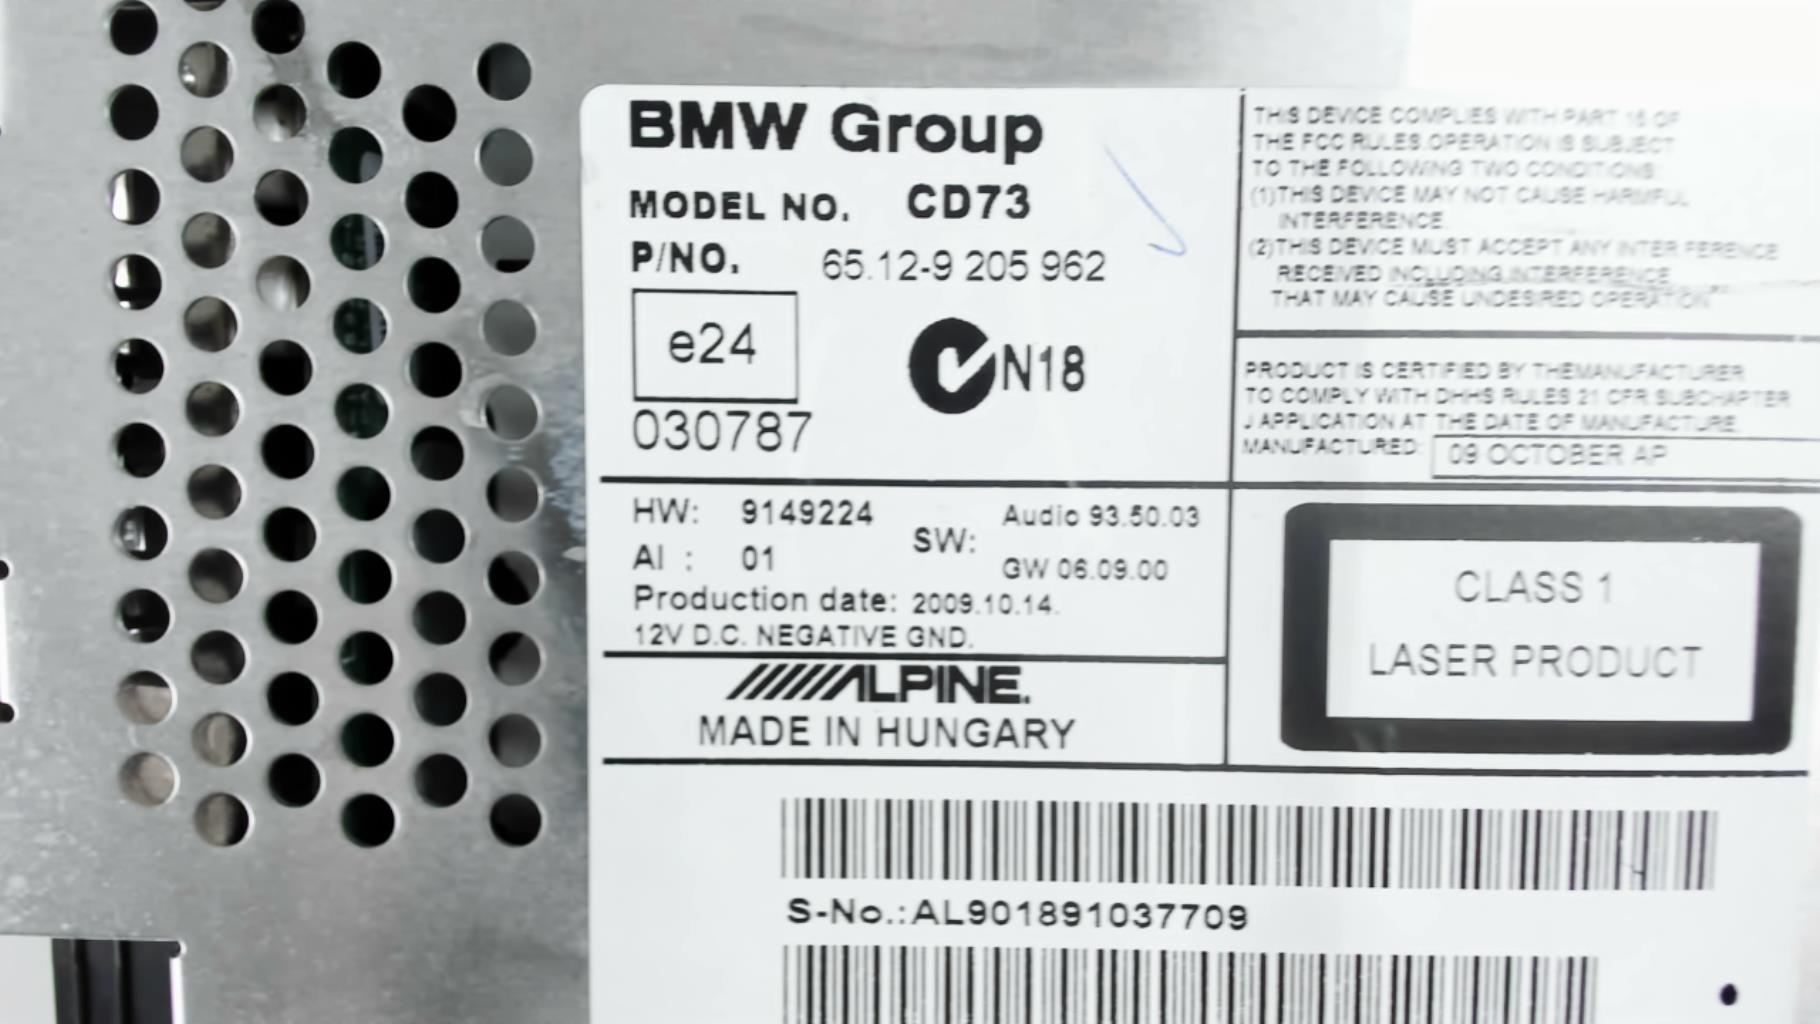 BMW Group
MODEL NO. CD73
P/NO. 65.12-9 205 962
e24
030787
N18
HW: 9149224
AI : 01
SW: Audio 93.50.03
GW 06.09.00
Production date: 2009.10.14.
12V D.C. NEGATIVE GND.
ALPINE.
MADE IN HUNGARY
THIS DEVICE COMPLIES WITH PART 15 OF
THE FCC RULES.OPERATION IS SUBJECT
TO THE FOLLOWING TWO CONDITIONS:
(1)THIS DEVICE MAY NOT CAUSE HARMFUL
INTERFERENCE.
(2)THIS DEVICE MUST ACCEPT ANY INTER FERENCE
RECEIVED INCLUDING.INTERFERENCE
THAT MAY CAUSE UNDESIRED OPERATION
PRODUCT IS CERTIFIED BY THEMANUFACTURER
TO COMPLY WITH DHHS RULES 21 CFR SUBCHAPTER
J APPLICATION AT THE DATE OF MANUFACTURE.
MANUFACTURED: 09 OCTOBER AP
CLASS 1
LASER PRODUCT
S-No.:AL901891037709